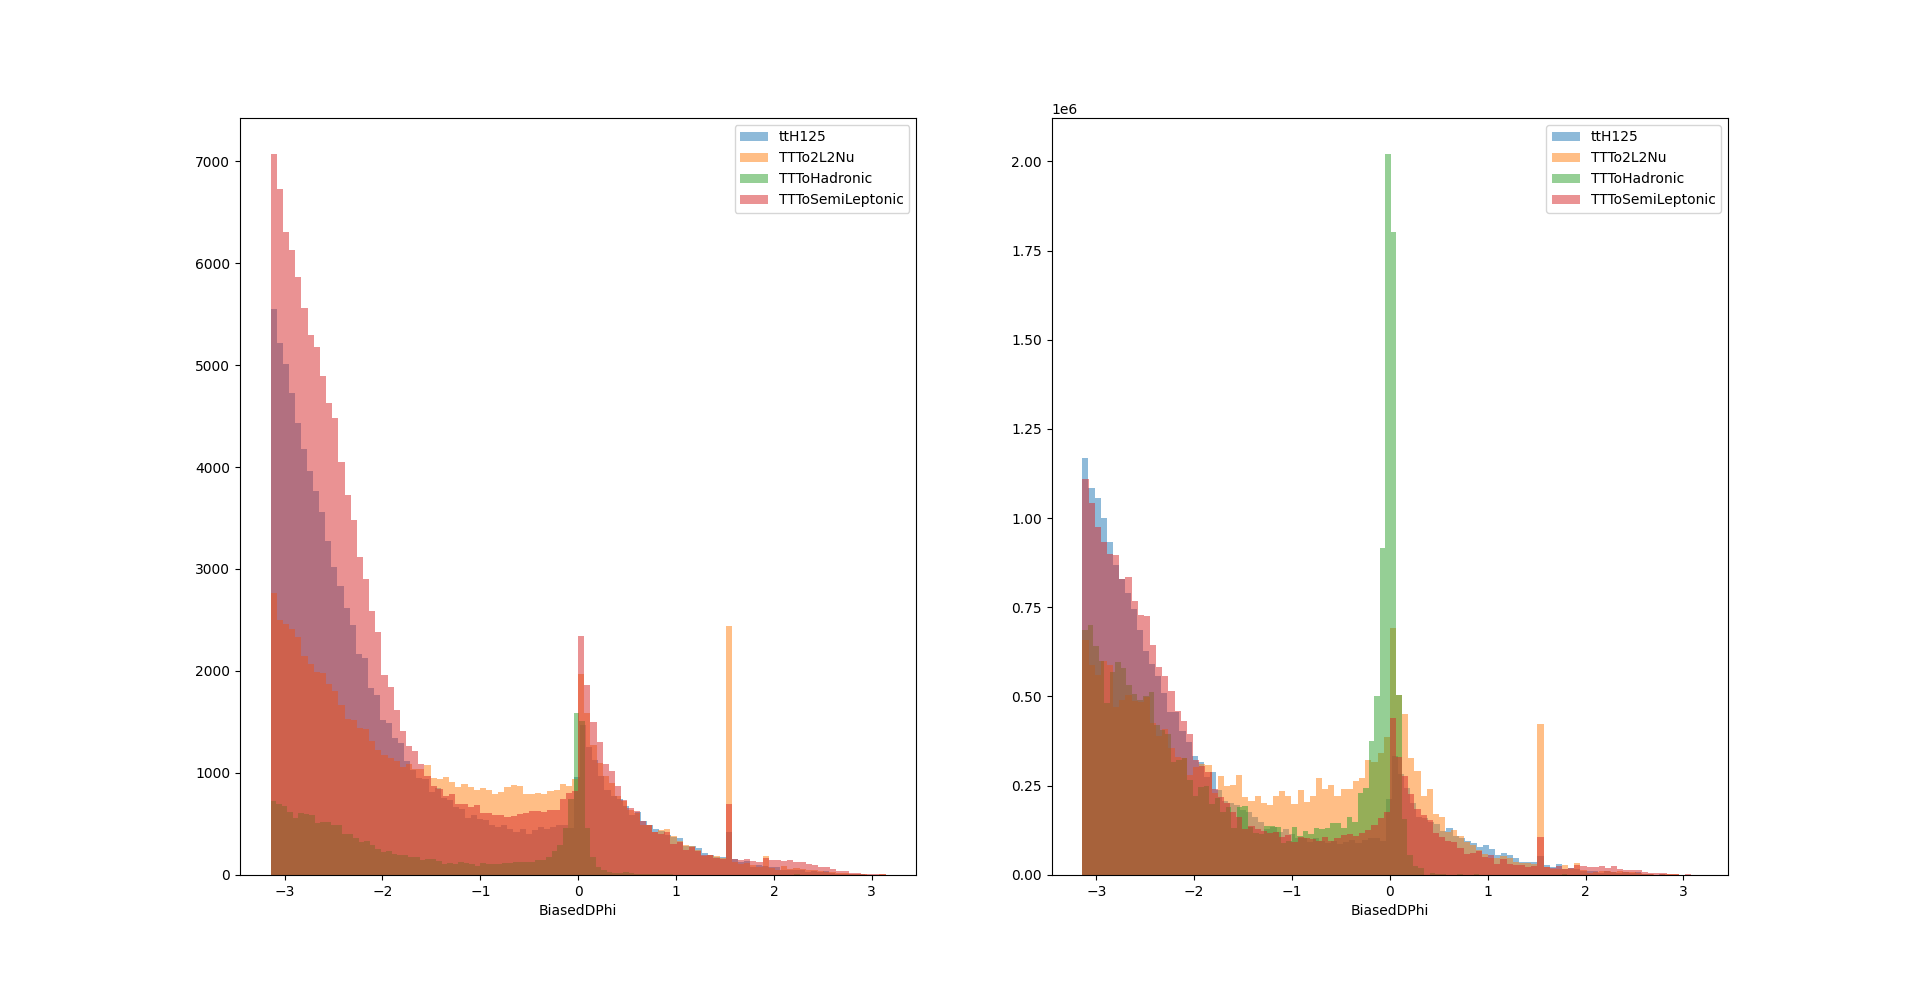 7000
6000
5000
4000
3000
2000
1000
0
−3
−2
−1
0
1
2
3
BiasedDPhi
ttH125
TTTo2L2Nu
TTToHadronic
TTToSemiLeptonic
1e6
2.00
1.75
1.50
1.25
1.00
0.75
0.50
0.25
0.00
−3
−2
−1
0
1
2
3
BiasedDPhi
ttH125
TTTo2L2Nu
TTToHadronic
TTToSemiLeptonic